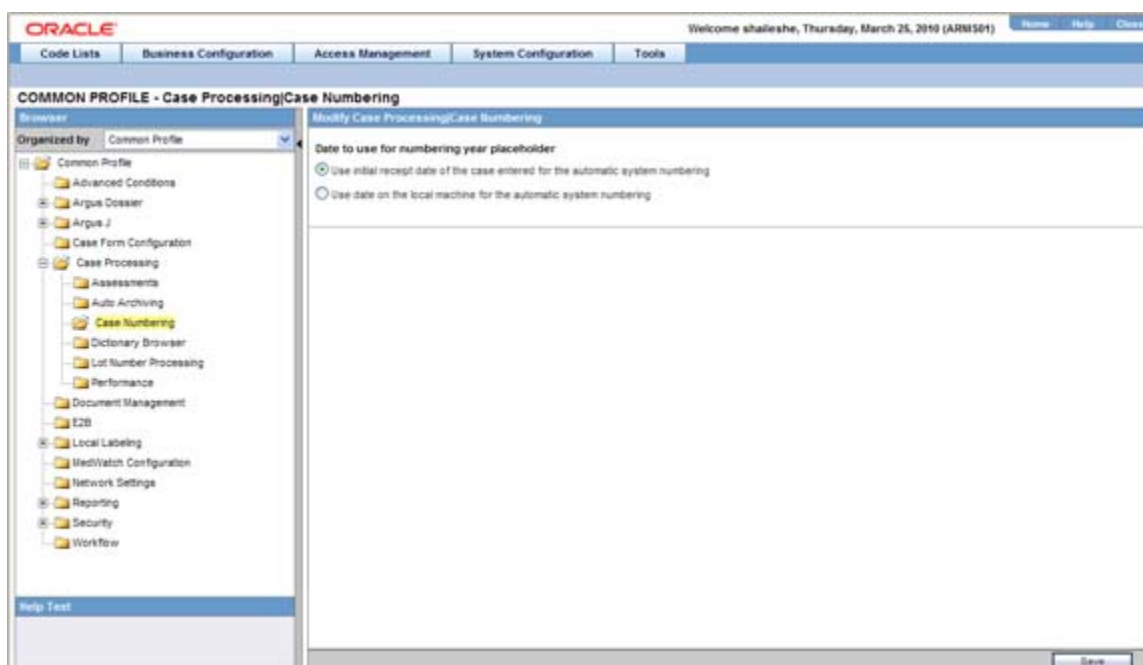 ORACLE
Welcome shaileshe, Thursday, March 25, 2010 (ARMS01)
Home Help Close
Code Lists Business Configuration Access Management System Configuration Tools
COMMON PROFILE - Case Processing|Case Numbering
Browser
Organized by Common Profile
Common Profile
Advanced Conditions
Argus Dossier
Argus J
Case Form Configuration
Case Processing
Assessments
Auto Archiving
Case Numbering
Dictionary Browser
Lot Number Processing
Performance
Document Management
E2B
Local Labeling
MedWatch Configuration
Network Settings
Reporting
Security
Workflow
Help Text
Modify Case Processing|Case Numbering
Date to use for numbering year placeholder
Use initial receipt date of the case entered for the automatic system numbering
Use date on the local machine for the automatic system numbering
Save